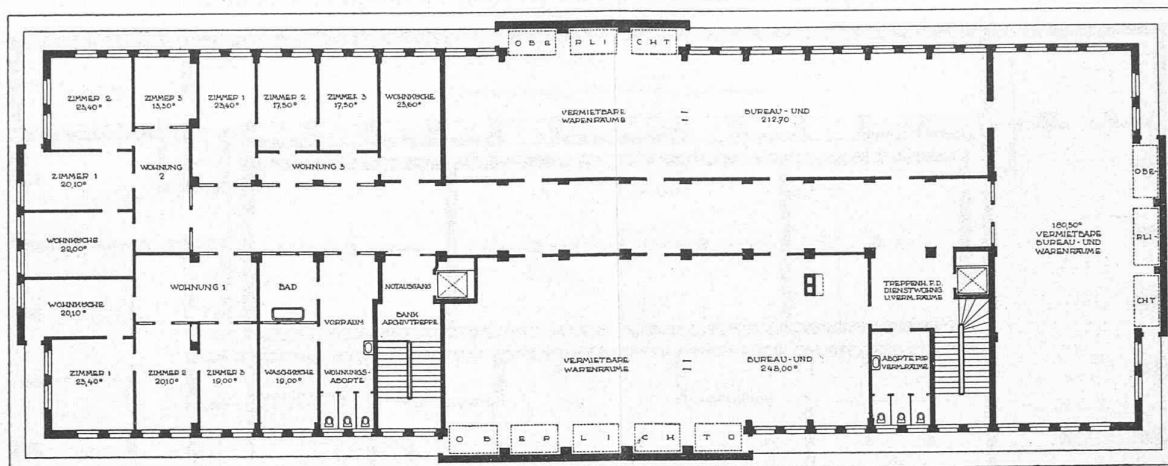 OBERLICHT
ZIMMER 2
23,40°
ZIMMER 3
13,30°
ZIMMER 1
23,40°
ZIMMER 2
17,50°
ZIMMER 3
17,50°
WOHNKÜCHE
23,60°
VERMIETBARE
WARENRÄUME
=
BUREAU- UND
212,70
ZIMMER 1
20,10°
WOHNUNG
2
WOHNUNG 3
WOHNKÜCHE
22,00°
WOHNKÜCHE
20,10°
WOHNUNG 1
BAD
NOTAUSGANG
BANK
ARCHIVTREPPE
VORRAUM
TREPPENH. F. D.
DIENSTWOHNG.
U. VERM. RÄUME
180,50°
VERMIETBARE
BUREAU- UND
WARENRÄUME
OBE-
RLI-
CHT
ZIMMER 1
23,40°
ZIMMER 2
20,10°
ZIMMER 3
19,00°
WASCHKÜCHE
19,00°
WOHNUNGS-
ABORTE
VERMIETBARE
WARENRÄUME
=
BUREAU- UND
248,00°
ABORTE FÜR
VERM. RÄUME
OBERLICHT